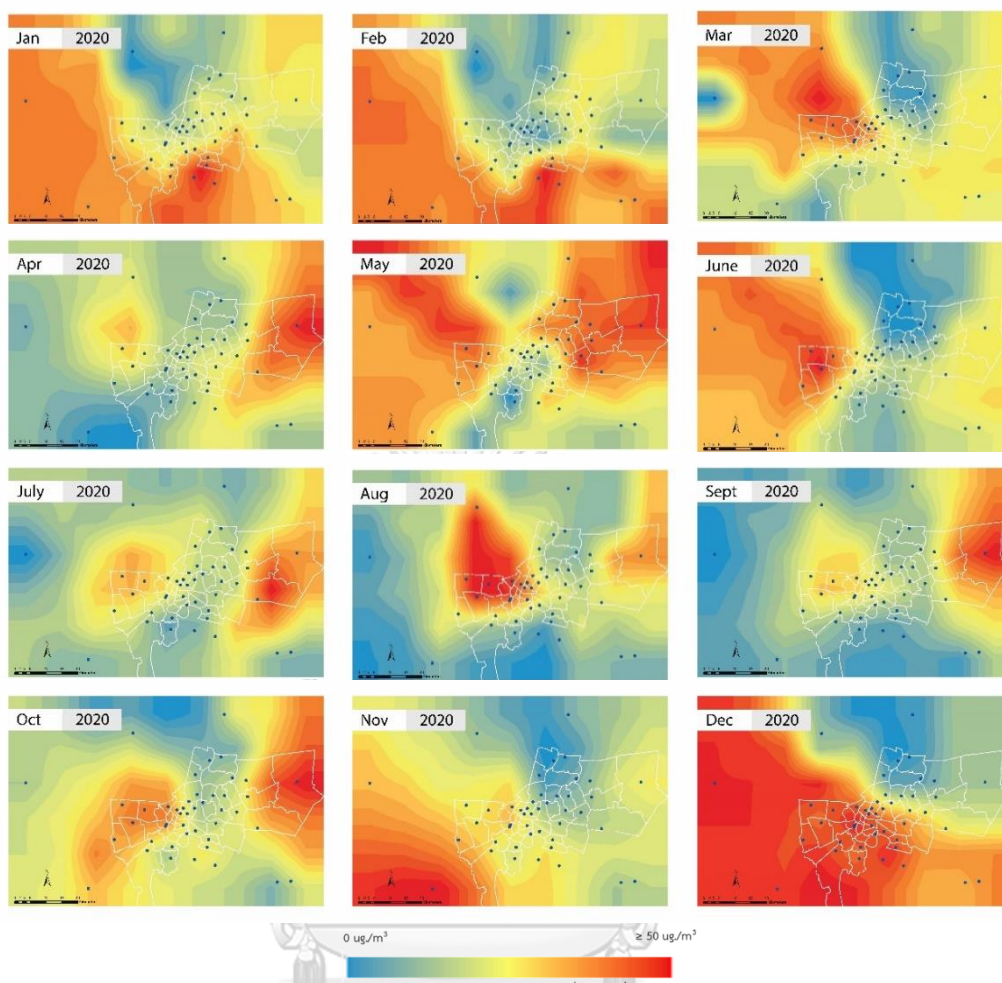 Jan 2020
Feb 2020
Mar 2020
Apr 2020
May 2020
June 2020
July 2020
Aug 2020
Sept 2020
Oct 2020
Nov 2020
Dec 2020
0 ug./m³
≥ 50 ug./m³